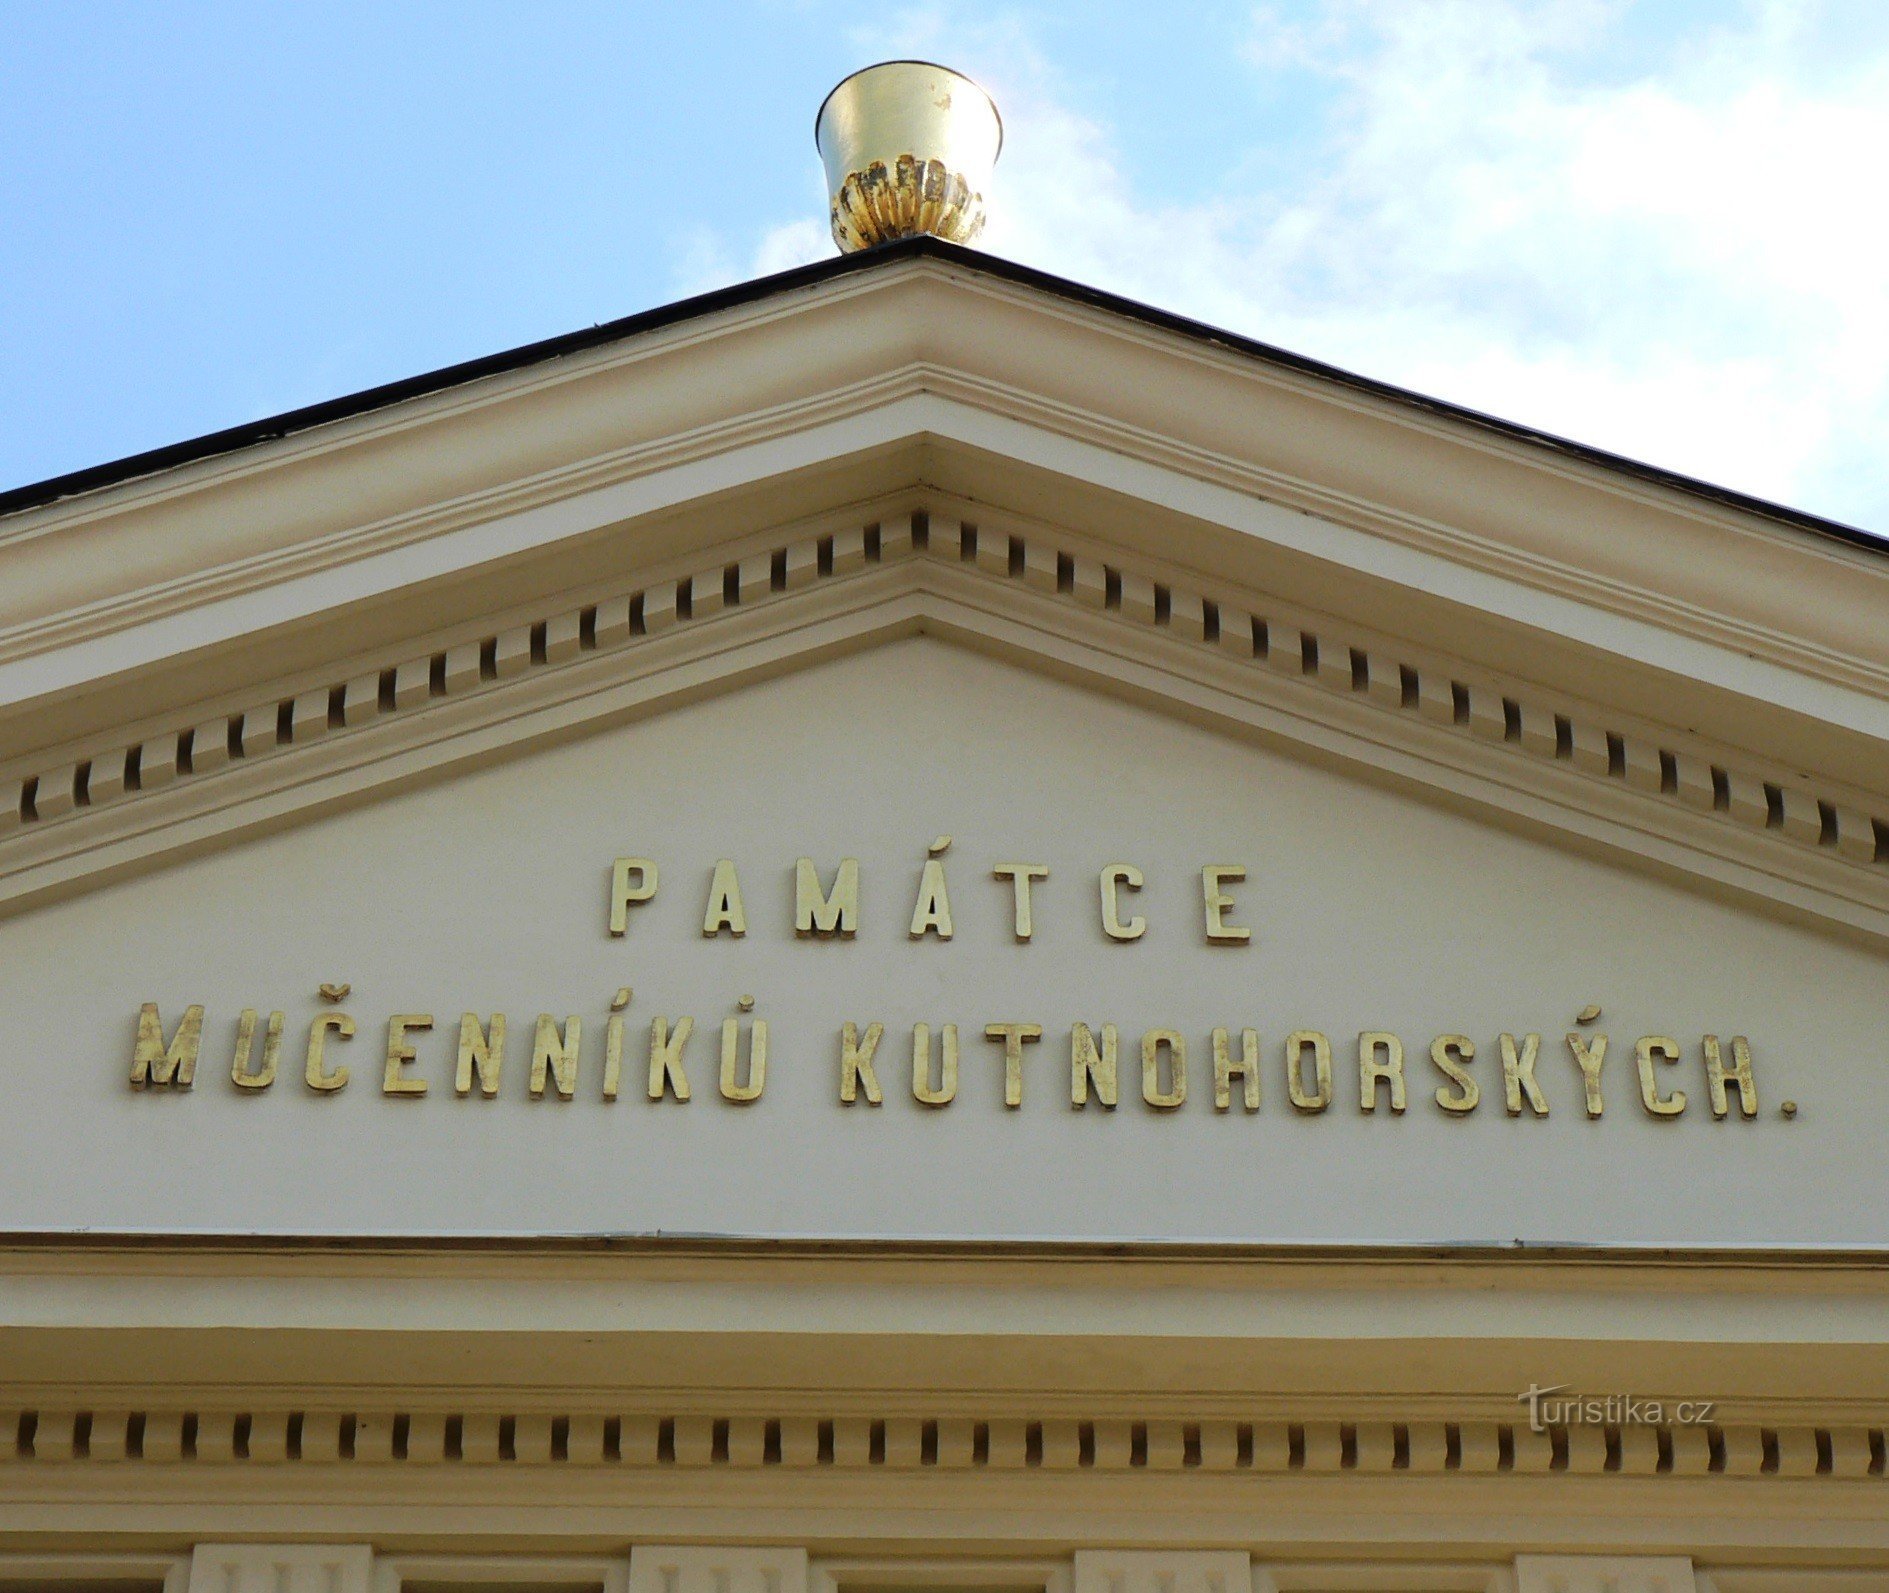 PAMÁTCE
MUČENNÍKŮ KUTNOHORSKÝCH.
Turistika.cz